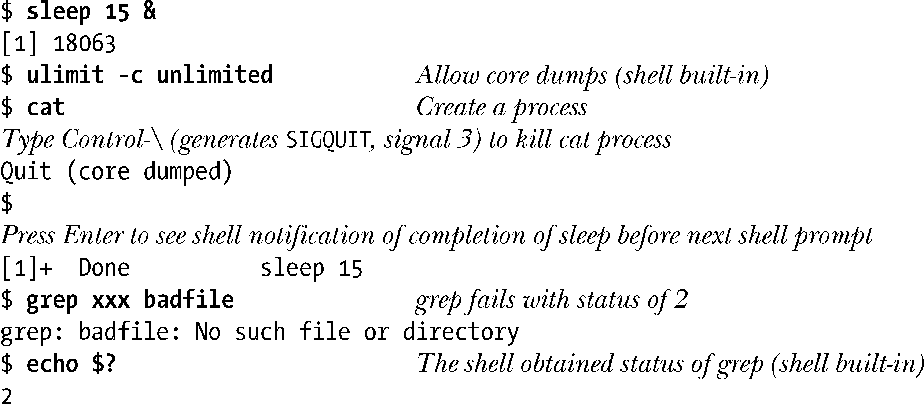 $ sleep 15 &
[1] 18063
$ ulimit -c unlimited Allow core dumps (shell built-in)
$ cat Create a process
Type Control-\ (generates SIGQUIT, signal 3) to kill cat process
Quit (core dumped)
$
Press Enter to see shell notification of completion of sleep before next shell prompt
[1]+ Done sleep 15
$ grep xxx badfile grep fails with status of 2
grep: badfile: No such file or directory
$ echo $? The shell obtained status of grep (shell built-in)
2